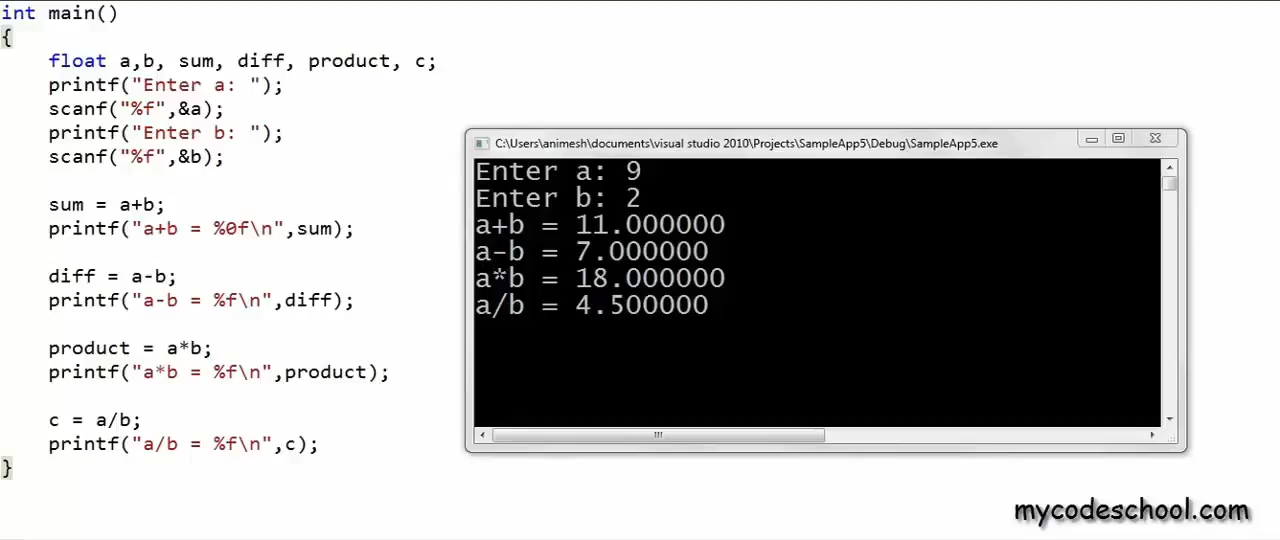 int main()
{
float a,b, sum, diff, product, c;
printf("Enter a: ");
scanf("%f",&a);
printf("Enter b: ");
scanf("%f",&b);
sum = a+b;
printf("a+b = %0f\n",sum);
diff = a-b;
printf("a-b = %f\n",diff);
product = a*b;
printf("a*b = %f\n",product);
c = a/b;
printf("a/b = %f\n",c);
}
C:\Users\animesh\documents\visual studio 2010\Projects\SampleApp5\Debug\SampleApp5.exe
Enter a: 9
Enter b: 2
a+b = 11.000000
a-b = 7.000000
a*b = 18.000000
a/b = 4.500000
mycodeschool.com